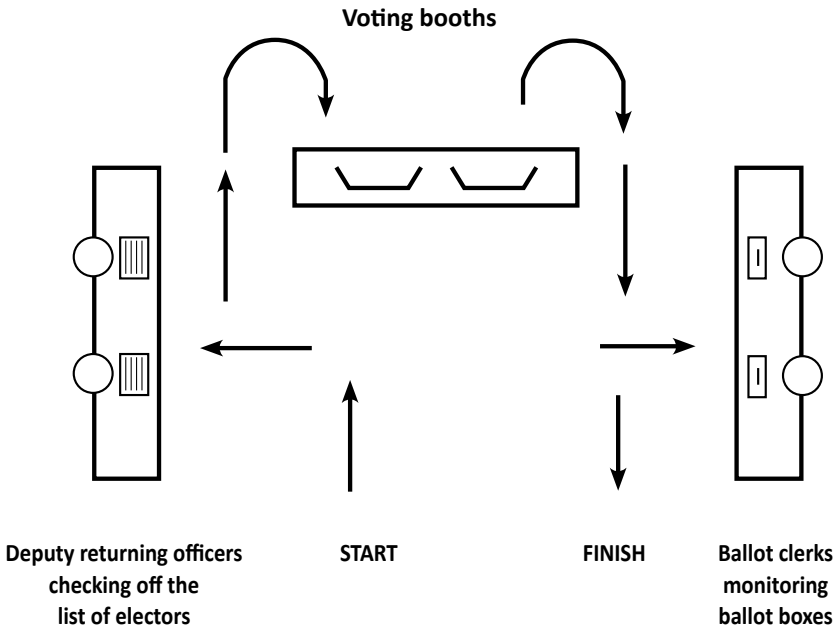 Voting booths
Deputy returning officers
checking off the
list of electors
START
FINISH
Ballot clerks
monitoring
ballot boxes